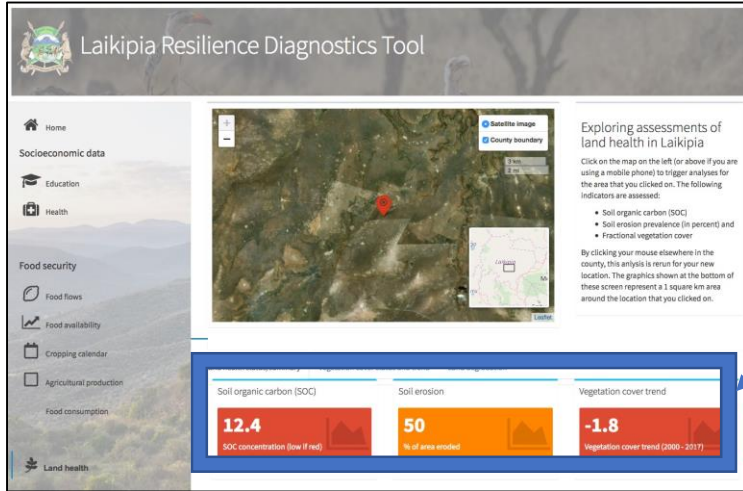 Laikipia Resilience Diagnostics Tool
Home
Socioeconomic data
Education
Health
Food security
Food flows
Food availability
Cropping calendar
Agricultural production
Food consumption
Land health
+
−
Satellite image
County boundary
3 km
2 mi
Laikipia
Leaflet
Exploring assessments of
land health in Laikipia
Click on the map on the left (or above if you are
using a mobile phone) to trigger analyses for
the area that you clicked on. The following
indicators are assessed:
• Soil organic carbon (SOC)
• Soil erosion prevalence (in percent) and
• Fractional vegetation cover
By clicking your mouse elsewhere in the
county, this anlysis is rerun for your new
location. The graphics shown at the bottom of
these screen represent a 1 square km area
around the location that you clicked on.
Soil organic carbon (SOC)
12.4
SOC concentration (low if red)
Soil erosion
50
% of area eroded
Vegetation cover trend
-1.8
Vegetation cover trend (2000 - 2017)